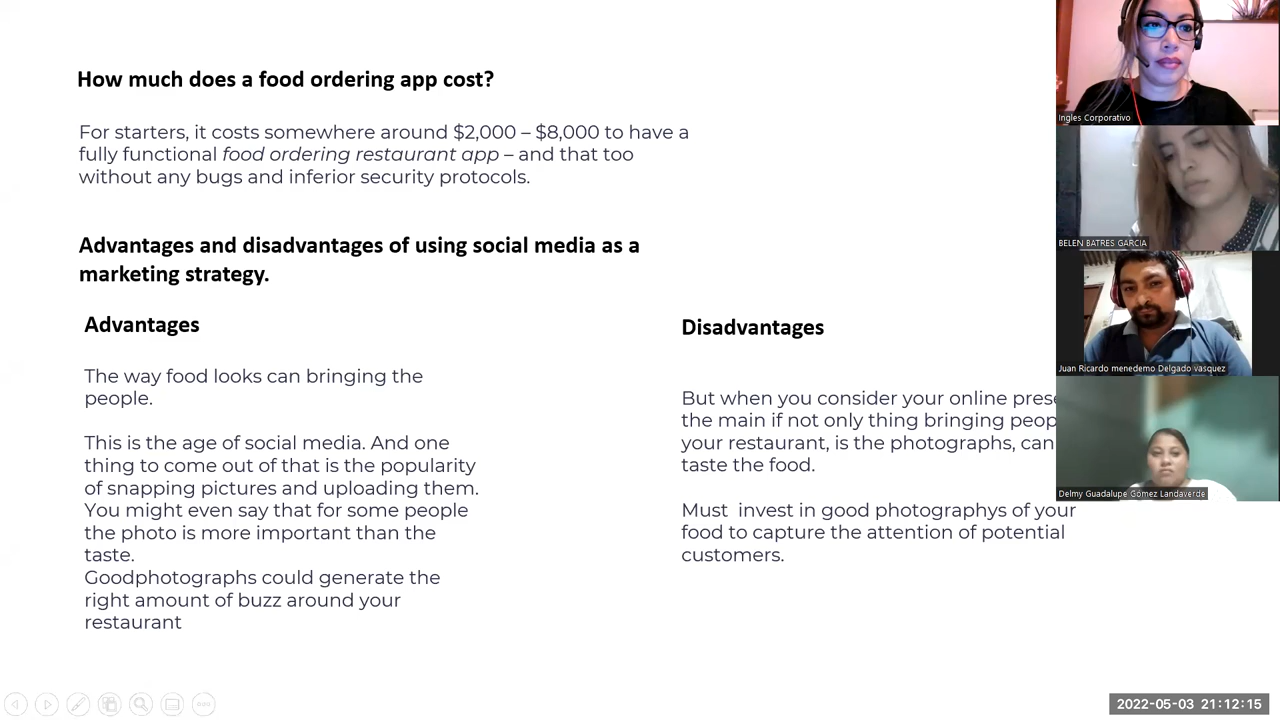 How much does a food ordering app cost?
For starters, it costs somewhere around $2,000 – $8,000 to have a
fully functional food ordering restaurant app – and that too
without any bugs and inferior security protocols.
Advantages and disadvantages of using social media as a
marketing strategy.
Advantages
The way food looks can bringing the
people.
This is the age of social media. And one
thing to come out of that is the popularity
of snapping pictures and uploading them.
You might even say that for some people
the photo is more important than the
taste.
Goodphotographs could generate the
right amount of buzz around your
restaurant
Disadvantages
But when you consider your online
the main if not only thing bringing
your restaurant, is the photographs, can
taste the food.
Must  invest in good photographys of your
food to capture the attention of potential
customers.
Ingles Corporativo
BELEN BATRES GARCIA
Juan Ricardo menedemo Delgado vasquez
Delmy Guadalupe Gomez Landaverde
2022-05-03 21:12:15